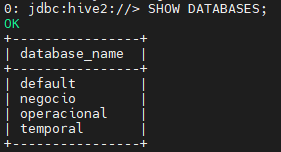 0: jdbc:hive2://> SHOW DATABASES;
OK
+----------------+
| database_name  |
+----------------+
| default        |
| negocio        |
| operacional    |
| temporal       |
+----------------+